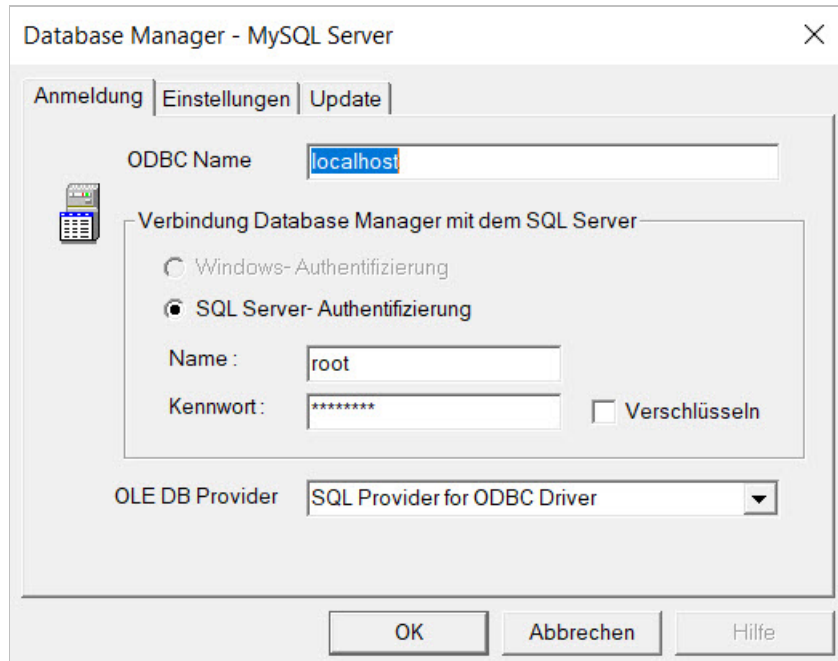 Database Manager - MySQL Server
Anmeldung Einstellungen Update
ODBC Name localhost
Verbindung Database Manager mit dem SQL Server
Windows- Authentifizierung
SQL Server- Authentifizierung
Name : root
Kennwort : ******** Verschlüsseln
OLE DB Provider SQL Provider for ODBC Driver
OK Abbrechen Hilfe